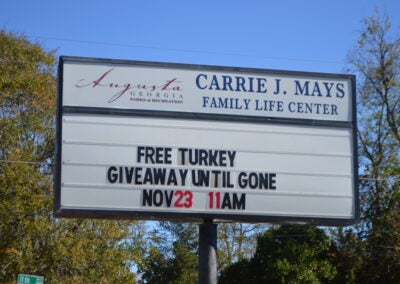 Augusta
GEORGIA
PARKS & RECREATION
CARRIE J. MAYS
FAMILY LIFE CENTER
FREE TURKEY
GIVEAWAY UNTIL GONE
NOV23 11AM